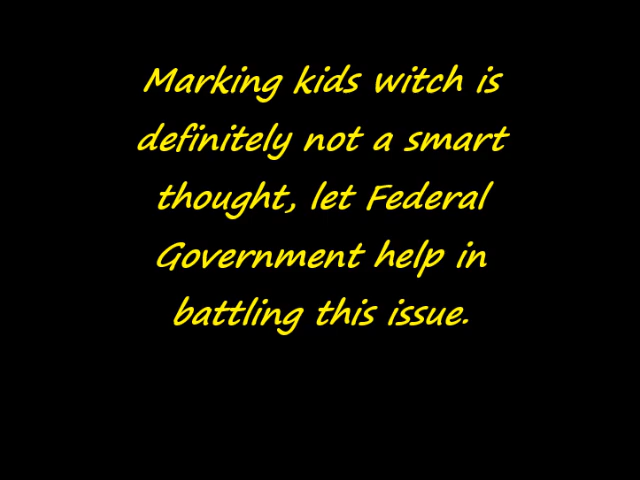 Marking kids witch is
definitely not a smart
thought, let Federal
Government help in
battling this issue.